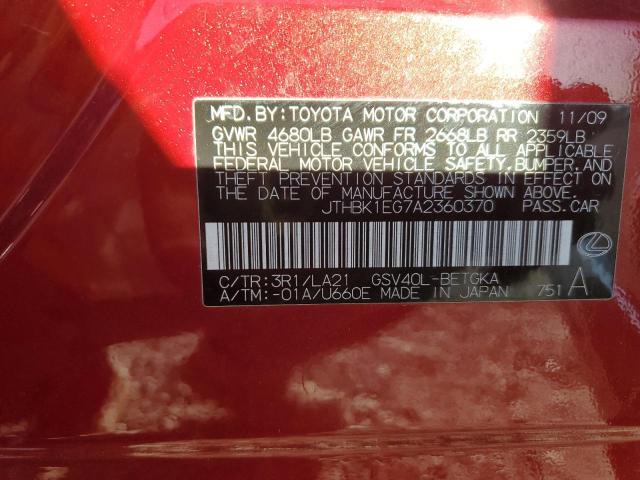 MFD. BY: TOYOTA MOTOR CORPORATION 11/09
GVWR 4680LB GAWR FR 2668LB RR 2359LB
THIS VEHICLE CONFORMS TO ALL APPLICABLE
FEDERAL MOTOR VEHICLE SAFETY, BUMPER, AND
THEFT PREVENTION STANDARDS IN EFFECT ON
THE DATE OF MANUFACTURE SHOWN ABOVE.
JTHBK1EG7A2360370 PASS.CAR
C/TR: 3R1/LA21 GSV40L-BETGKA
A/TM: -01A/U660E MADE IN JAPAN 751 A